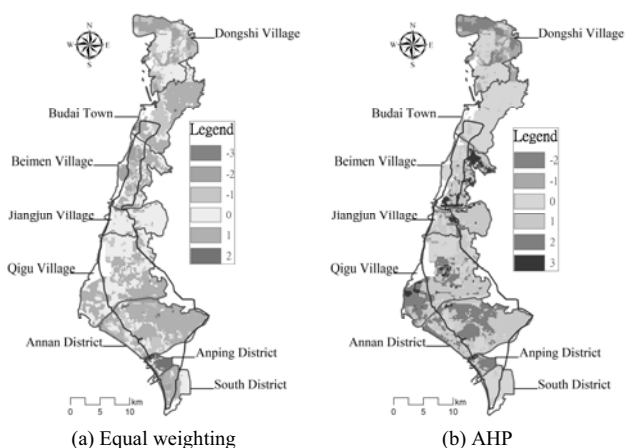 N
W E
S
Dongshi Village
Budai Town
Legend
-3
-2
-1
0
1
2
Beimen Village
Jiangjun Village
Qigu Village
Annan District
Anping District
South District
0 5 10 km
(a) Equal weighting
N
W E
S
Dongshi Village
Budai Town
Legend
-2
-1
0
1
2
3
Beimen Village
Jiangjun Village
Qigu Village
Annan District
Anping District
South District
0 5 10 km
(b) AHP